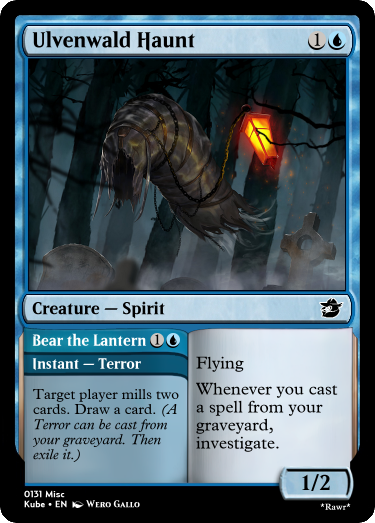 Ulvenwald Haunt 1
Creature — Spirit
Bear the Lantern 1
Instant — Terror
Target player mills two
cards. Draw a card. (A
Terror can be cast from
your graveyard. Then
exile it.)
Flying
Whenever you cast
a spell from your
graveyard,
investigate.
1/2
0131 Misc
Kube • EN Wero Gallo
*Rawr*